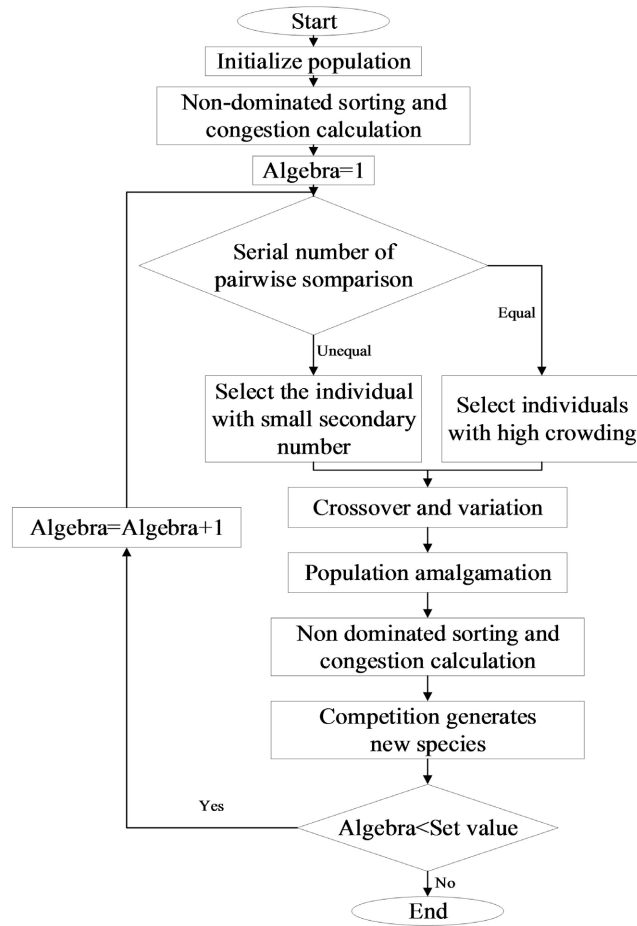 Start
Initialize population
Non-dominated sorting and
congestion calculation
Algebra=1
Serial number of
pairwise somparison
Equal
Unequal
Select the individual
with small secondary
number
Select individuals
with high crowding
Crossover and variation
Algebra=Algebra+1
Population amalgamation
Non dominated sorting and
congestion calculation
Competition generates
new species
Yes
Algebra<Set value
No
End